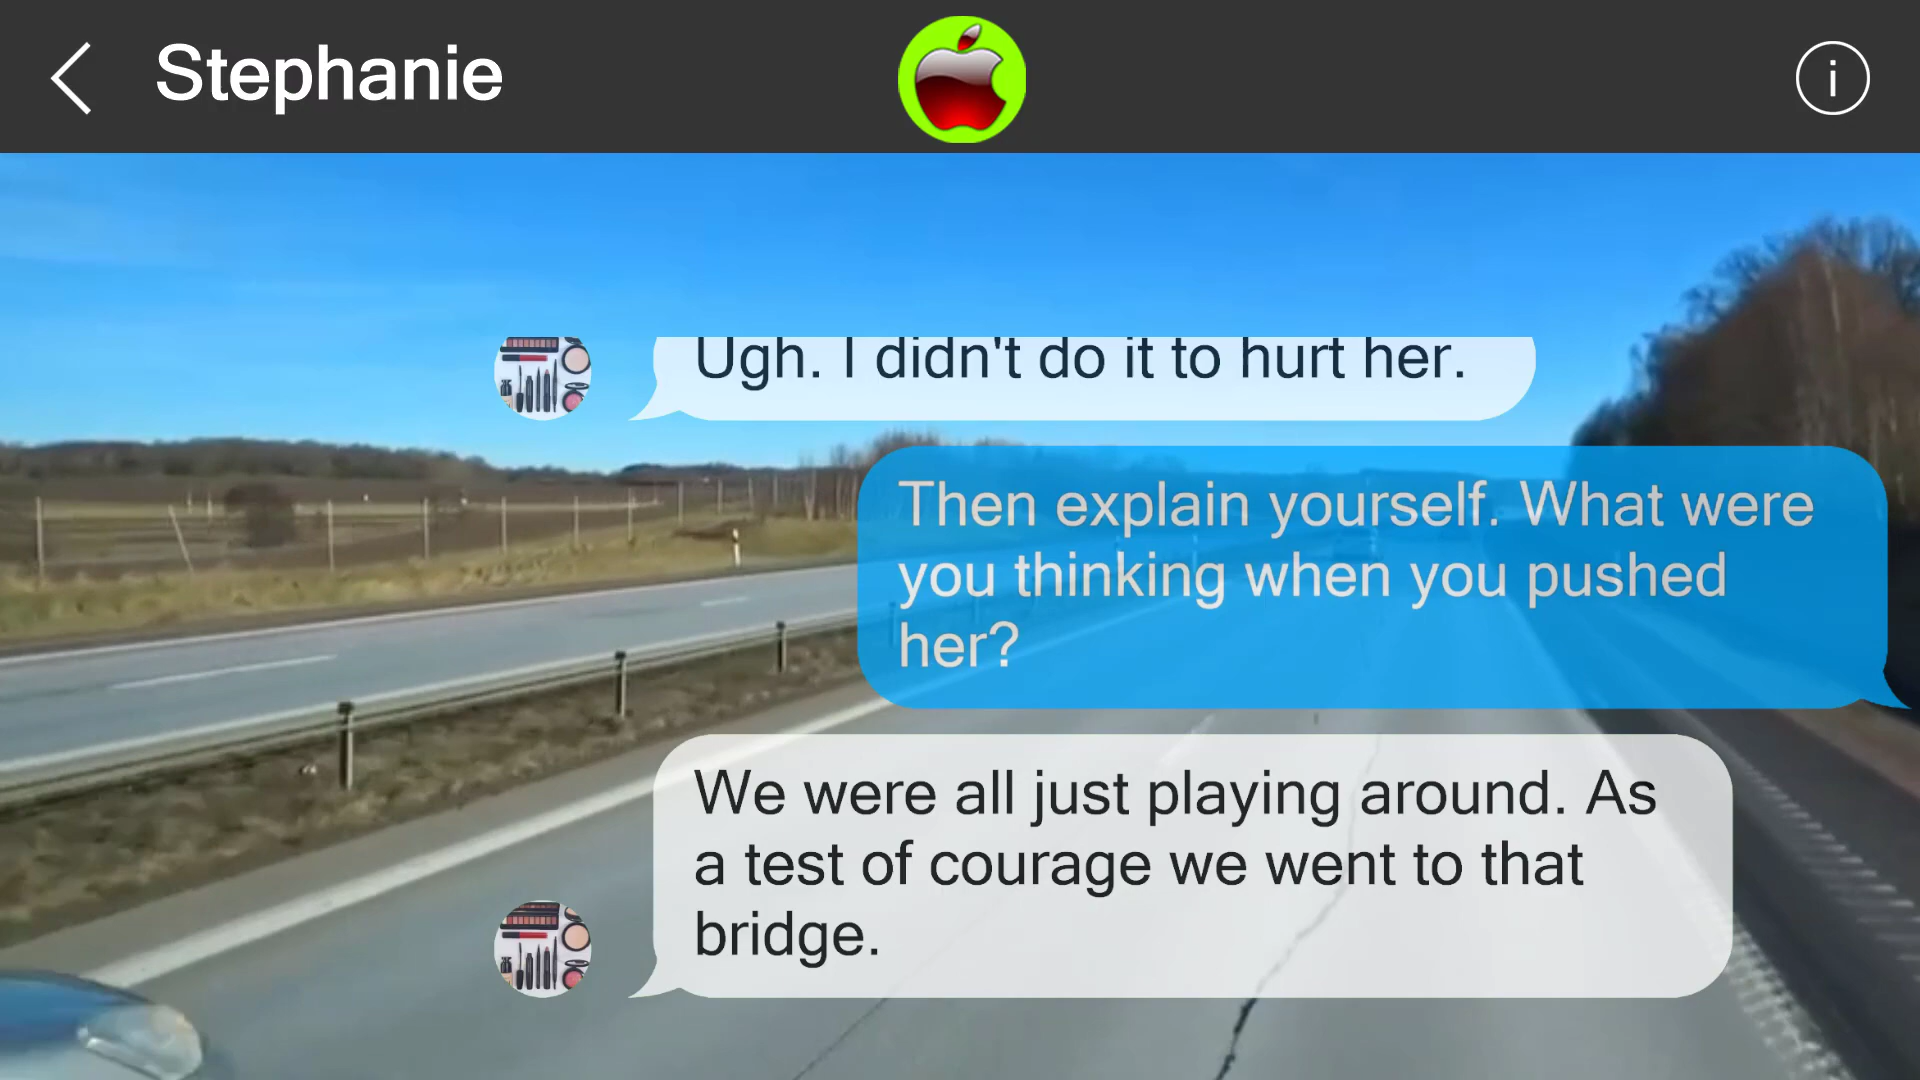 Stephanie
i
Ugh. I didn't do it to hurt her.
Then explain yourself. What were
you thinking when you pushed
her?
We were all just playing around. As
a test of courage we went to that
bridge.